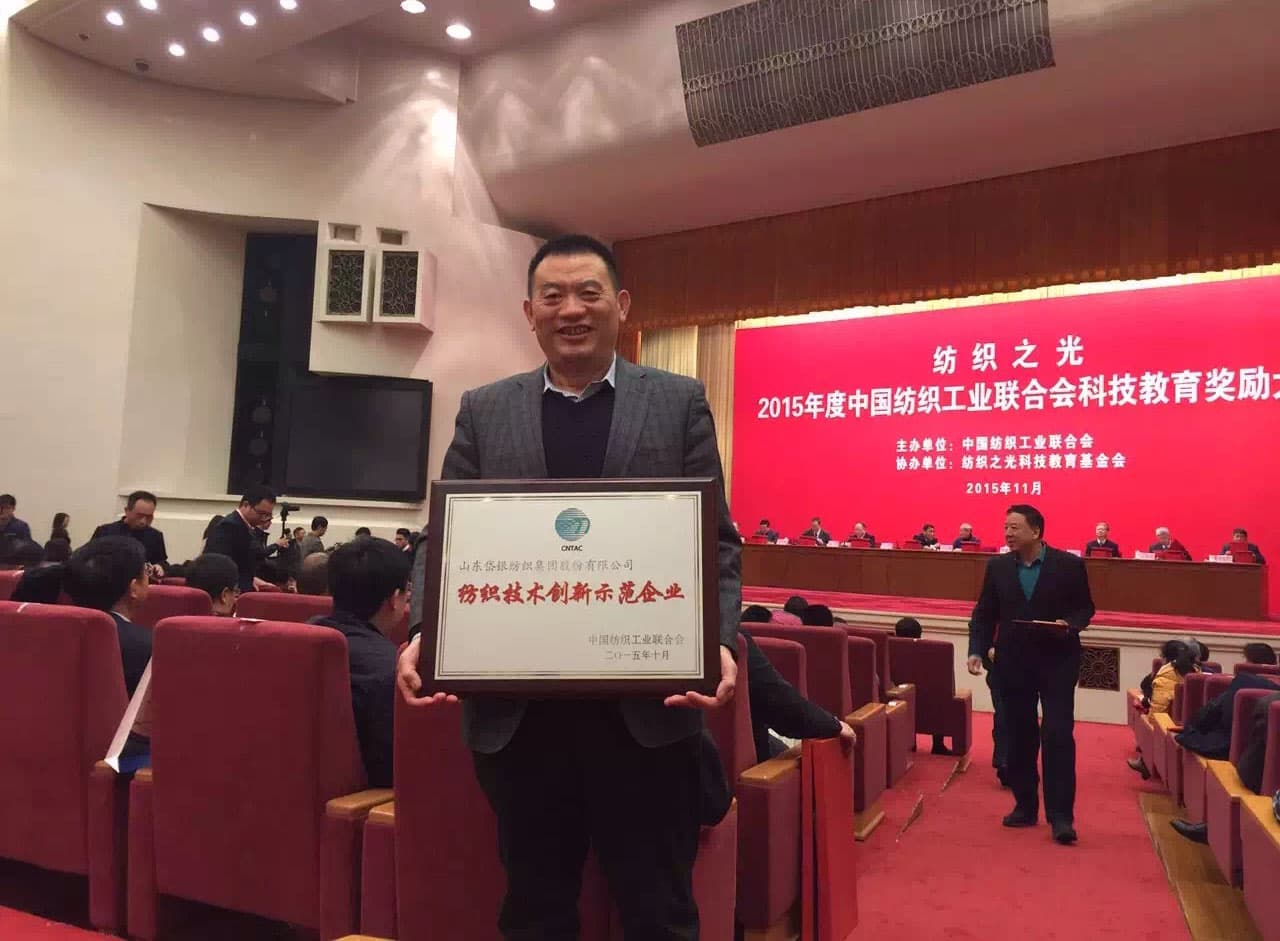 纺织之光
2015年度中国纺织工业联合会科技教育奖励大
主办单位：中国纺织工业联合会
协办单位：纺织之光科技教育基金会
2015年11月
CNTAC
山东岱银纺织集团股份有限公司
纺织技术创新示范企业
中国纺织工业联合会
二〇一五年十月